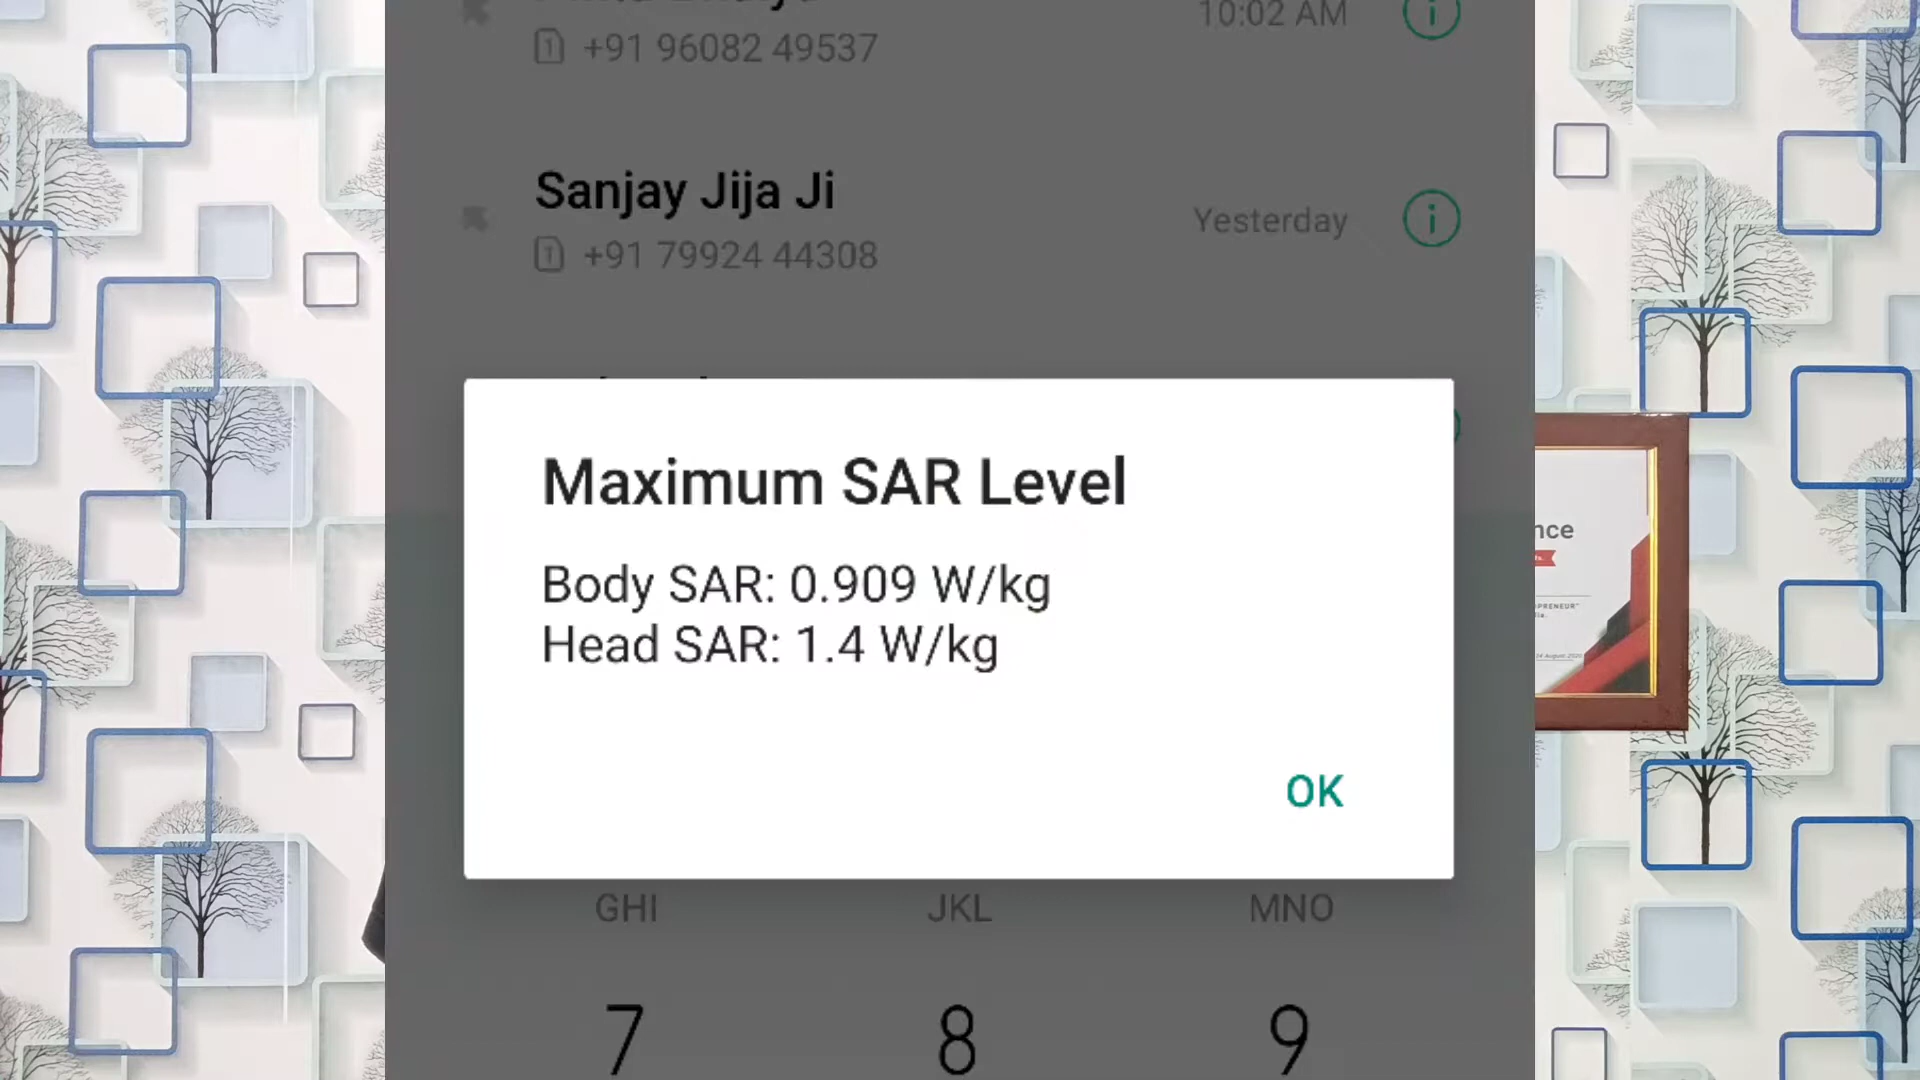 10:02 AM
+91 96082 49537
Sanjay Jija Ji
Yesterday
+91 79924 44308
Maximum SAR Level
Body SAR: 0.909 W/kg
Head SAR: 1.4 W/kg
OK
GHI JKL MNO
7 8 9